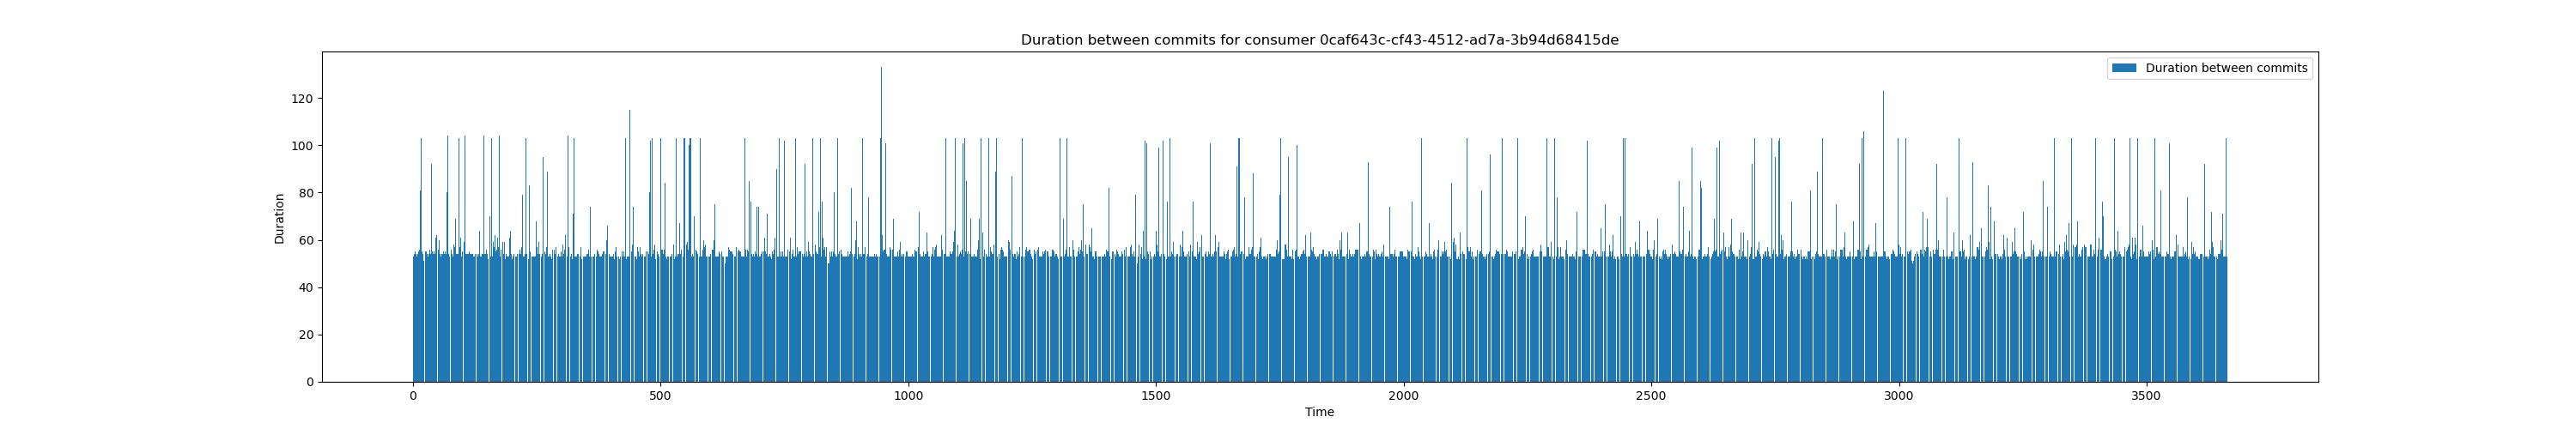 Duration between commits for consumer 0caf643c-cf43-4512-ad7a-3b94d68415de
Duration between commits
120
100
80
60
40
20
0
Duration
0 500 1000 1500 2000 2500 3000 3500
Time